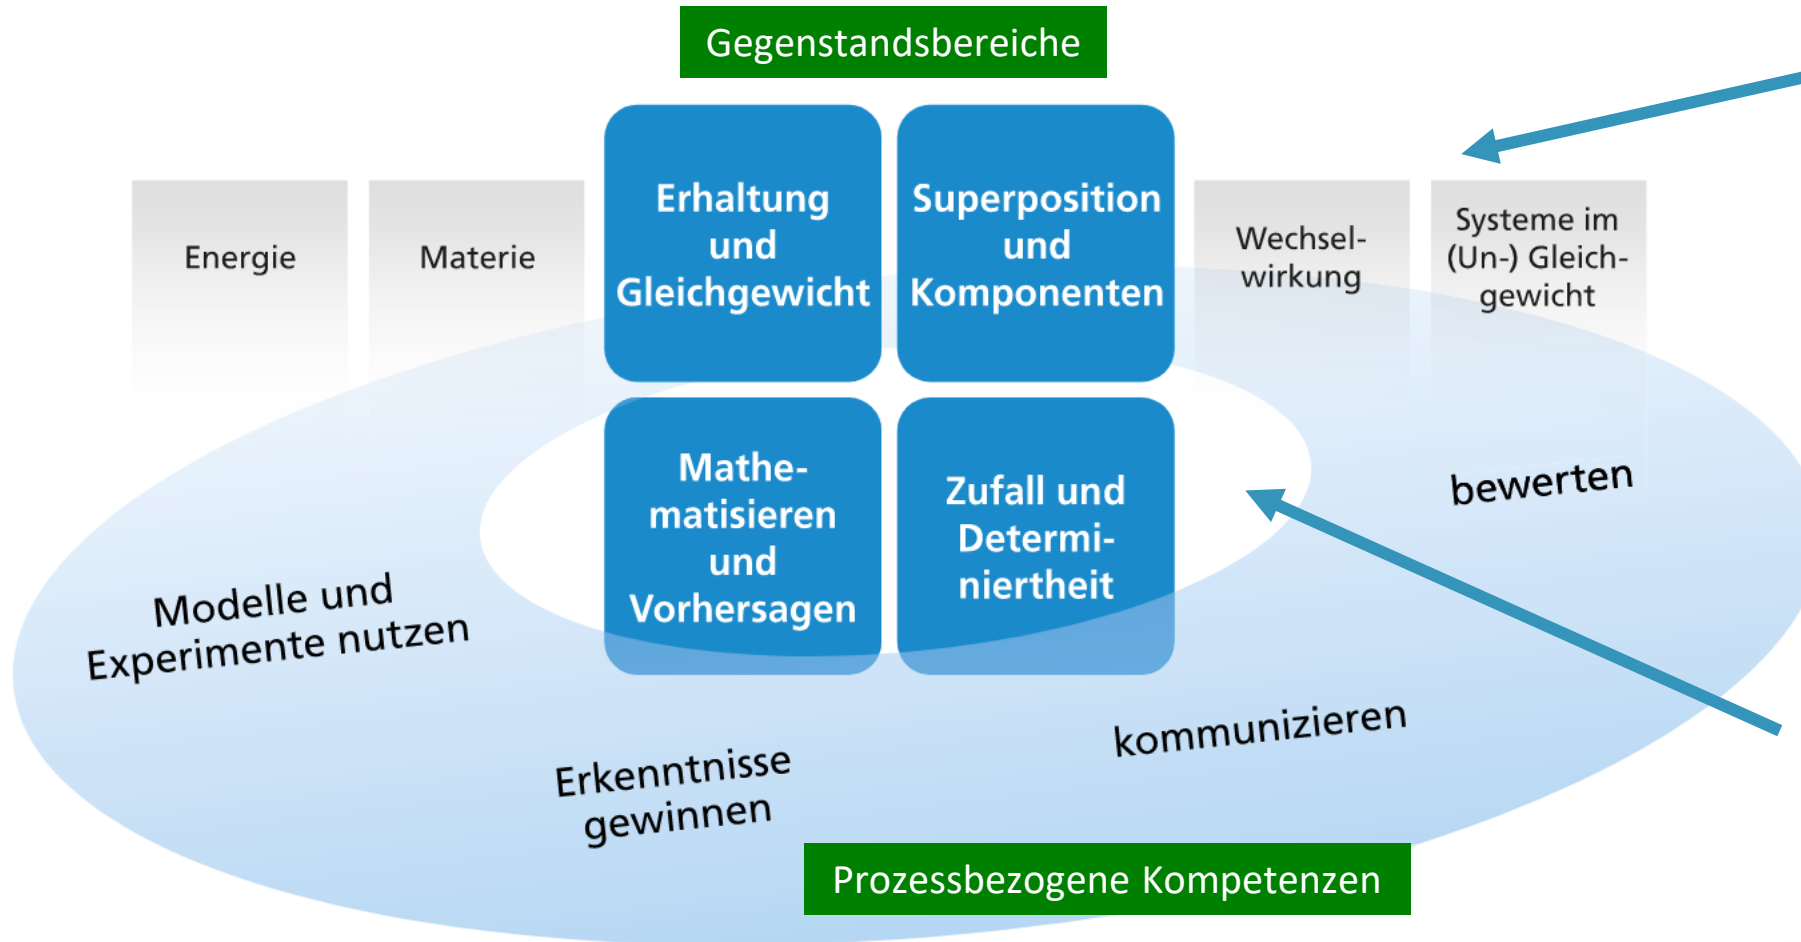 Gegenstandsbereiche
Energie
Materie
Erhaltung
und
Gleichgewicht
Superposition
und
Komponenten
Wechsel-
wirkung
Systeme im
(Un-) Gleich-
gewicht
Mathe-
matisieren
und
Vorhersagen
Zufall und
Determi-
niertheit
bewerten
Modelle und
Experimente nutzen
Erkenntnisse
gewinnen
kommunizieren
Prozessbezogene Kompetenzen